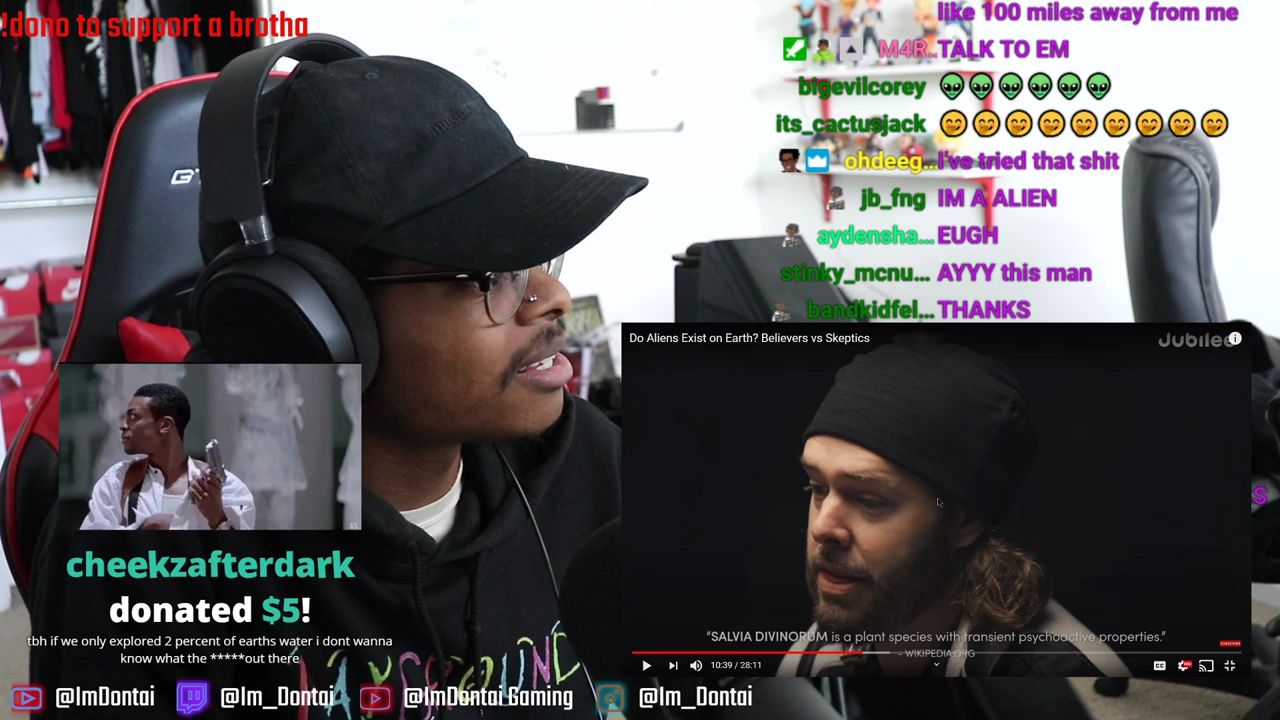 !dono to support a brotha
like 100 miles away from me
M4R.. TALK TO EM
bigevilcorey
its_cactusjack
ohdeeg... I've tried that shit
jb_fng IM A ALIEN
aydensha... EUGH
stinky_mcnu... AYYY this man
bandkidfel... THANKS
S
Do Aliens Exist on Earth? Believers vs Skeptics
Jubilee
GT
cheekzafterdark
donated $5!
tbh if we only explored 2 percent of earths water i dont wanna
know what the *****out there
"SALVIA DIVINORUM is a plant species with transient psychoactive properties."
– WIKIPEDIA.ORG
SUBSCRIBE
10:39 / 28:11
@ImDontai @Im_Dontai @ImDontai Gaming @Im_Dontai